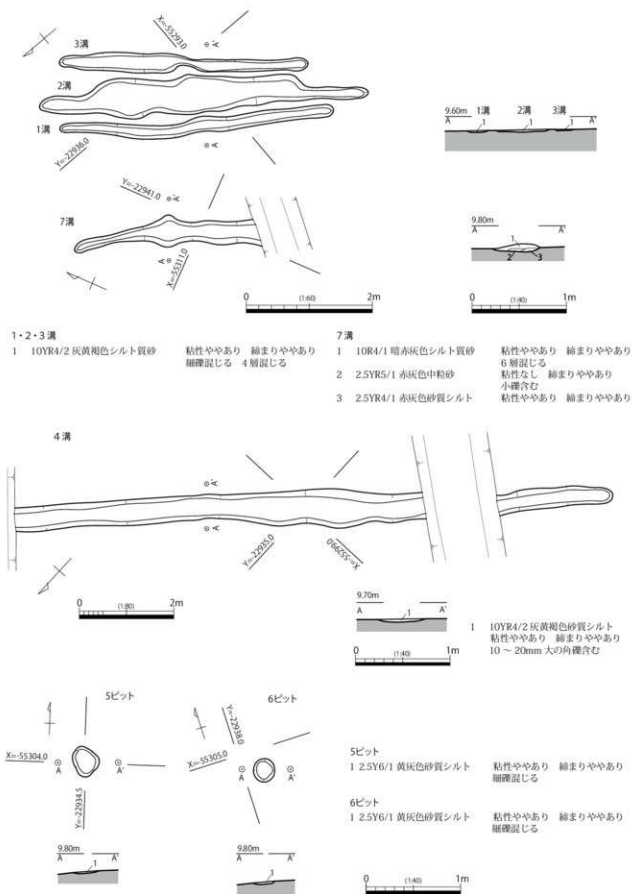 3溝
X=-55293.0
A'
2溝
1溝
Y=-22936.0
A
9.60m 1溝 2溝 3溝
A A'
1 1 1
Y=-22941.0
A'
7溝
A
X=-55311.0
9.80m
A A'
1
2 3
0 (1:60) 2m
0 (1:40) 1m
1・2・3溝
1 10YR4/2 灰黄褐色シルト質砂 粘性ややあり 締まりややあり
細礫混じる 4層混じる
7溝
1 10R4/1 暗赤灰色シルト質砂 粘性ややあり 締まりややあり
6層混じる
2 2.5YR5/1 赤灰色中粒砂 粘性なし 締まりややあり
小礫含む
3 2.5YR4/1 赤灰色砂質シルト 粘性ややあり 締まりややあり
4溝
A'
A
Y=-22935.0
X=-55299.0
0 (1:80) 2m
9.70m
A A'
1
0 (1:40) 1m
1 10YR4/2 灰黄褐色砂質シルト
粘性ややあり 締まりややあり
10 ～ 20mm 大の角礫含む
5ピット
X=-55304.0
A A'
Y=-22934.5
9.80m
A A'
1
6ピット
Y=-22938.0
X=-55305.0
A A'
9.80m
A A'
1
5ピット
1 2.5Y6/1 黄灰色砂質シルト 粘性ややあり 締まりややあり
細礫混じる
6ピット
1 2.5Y6/1 黄灰色砂質シルト 粘性ややあり 締まりややあり
細礫混じる
0 (1:40) 1m